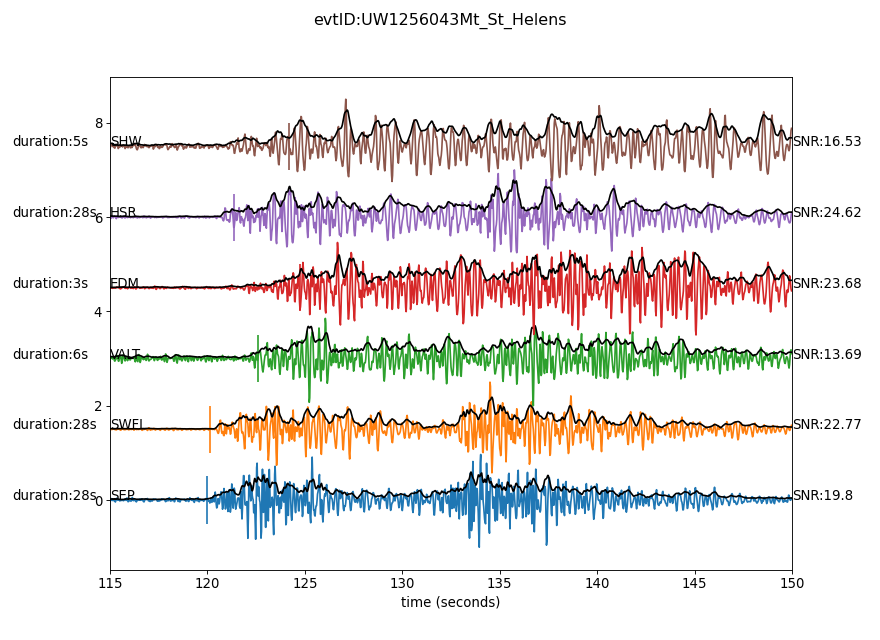 evtID:UW1256043Mt_St_Helens
8
duration:5s SHW SNR:16.53
duration:28s HSR SNR:24.62
6
duration:3s EDM SNR:23.68
4
duration:6s VALT SNR:13.69
2
duration:28s SWFL SNR:22.77
duration:28s SEP SNR:19.8
0
115 120 125 130 135 140 145 150
time (seconds)